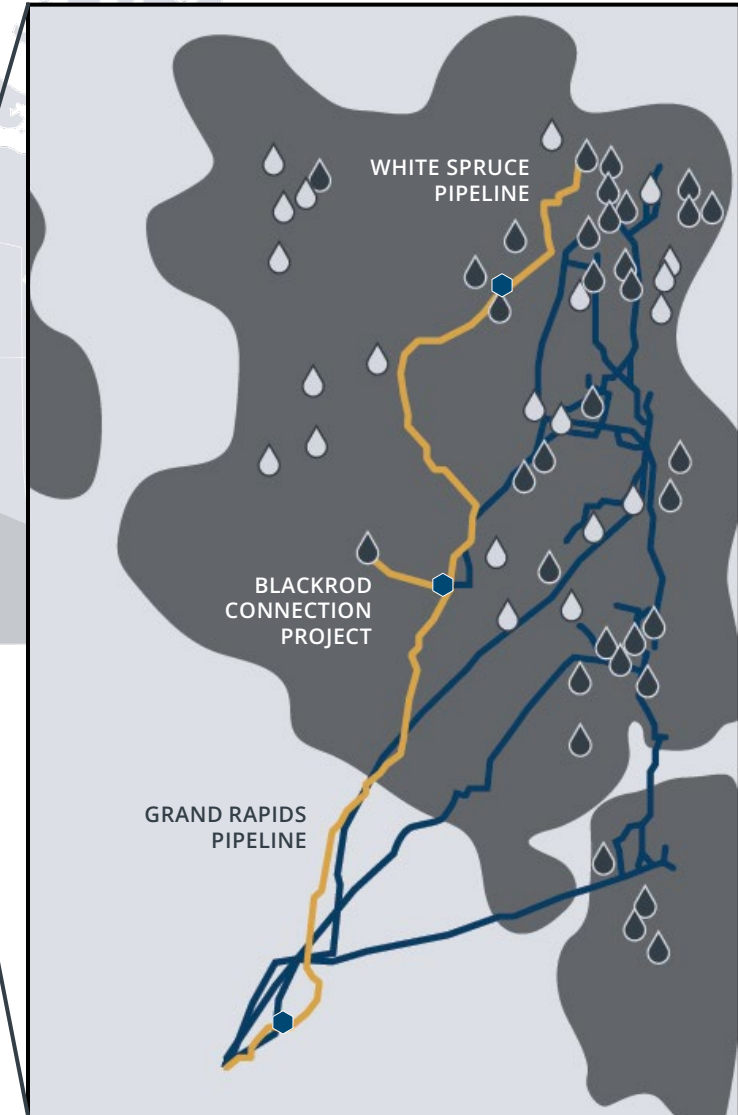 WHITE SPRUCE
PIPELINE
BLACKROD
CONNECTION
PROJECT
GRAND RAPIDS
PIPELINE